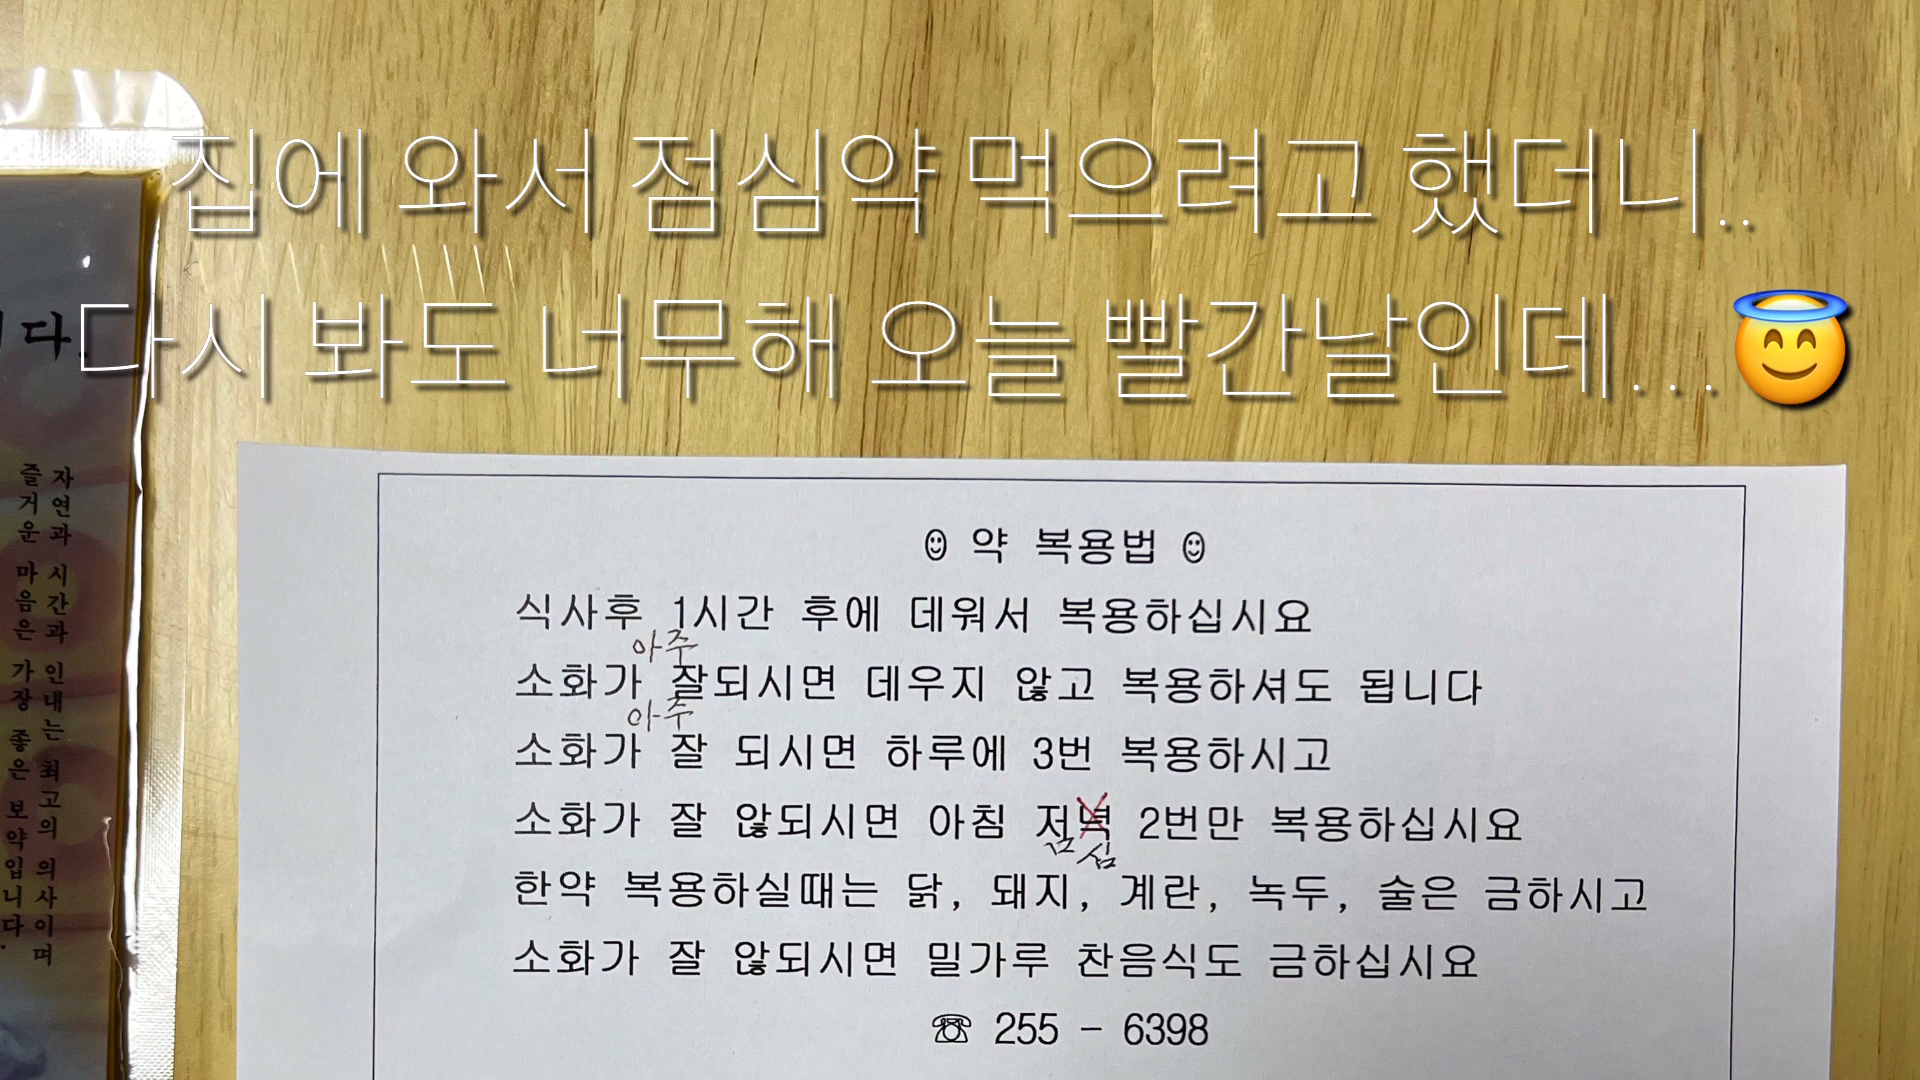 집에 와서 점심약 먹으려고 했더니..
다시 봐도 너무해 오늘 빨간날인데...😇
다.
자연과 시간과 인내는 최고의 의사이며
즐거운 마음은 가장 좋은 보약입니다.
☺ 약 복용법 ☺
식사후 1시간 후에 데워서 복용하십시요
아주
소화가 잘되시면 데우지 않고 복용하셔도 됩니다
아주
소화가 잘 되시면 하루에 3번 복용하시고
소화가 잘 않되시면 아침 저녁 2번만 복용하십시요
점심
한약 복용하실때는 닭, 돼지, 계란, 녹두, 술은 금하시고
소화가 잘 않되시면 밀가루 찬음식도 금하십시요
☏ 255 - 6398